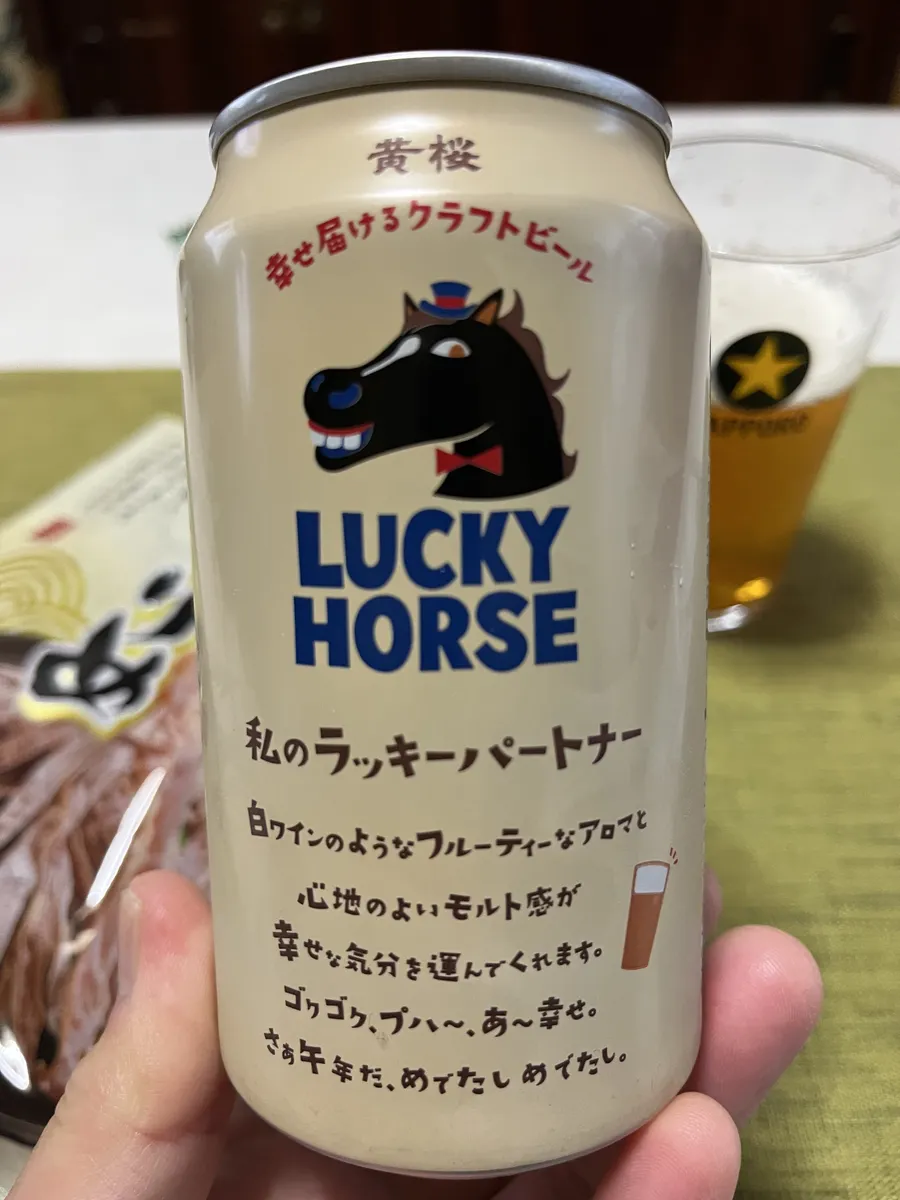 黄桜
幸せ届けるクラフトビール
LUCKY
HORSE
私のラッキーパートナー
白ワインのようなフルーティーなアロマと
心地のよいモルト感が
幸せな気分を運んでくれます。
ゴクゴク、プハ〜、あ〜幸せ。
さぁ午年だ、めでたし めでたし。
SAPPORO